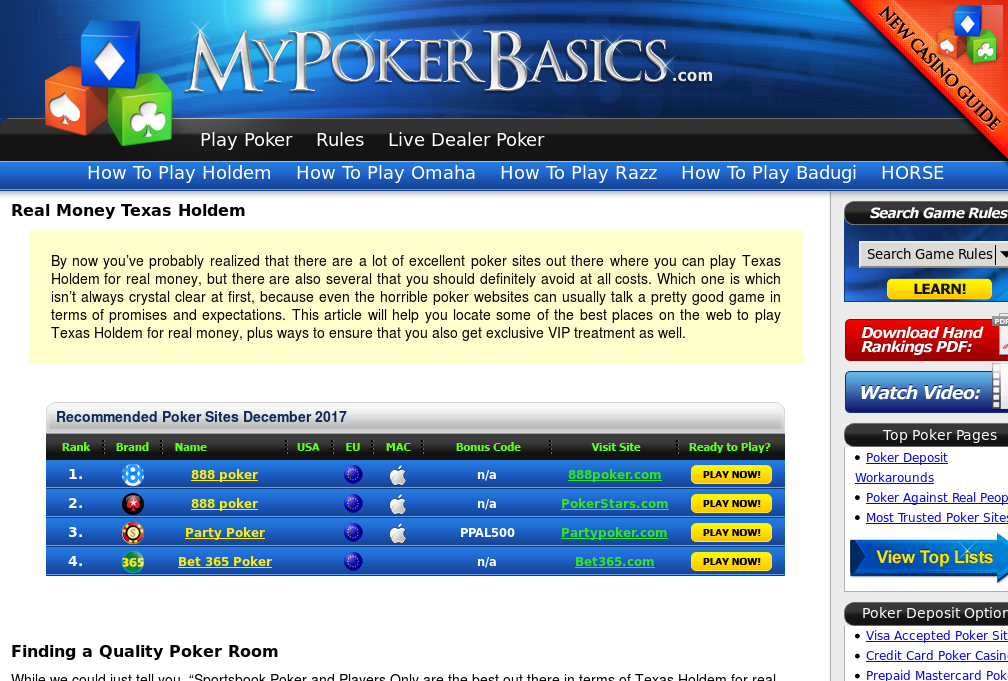 MyPokerBasics.com
NEW CASINO GUIDE
Play Poker Rules Live Dealer Poker
How To Play Holdem How To Play Omaha How To Play Razz How To Play Badugi HORSE
Real Money Texas Holdem
By now you've probably realized that there are a lot of excellent poker sites out there where you can play Texas
Holdem for real money, but there are also several that you should definitely avoid at all costs. Which one is which
isn't always crystal clear at first, because even the horrible poker websites can usually talk a pretty good game in
terms of promises and expectations. This article will help you locate some of the best places on the web to play
Texas Holdem for real money, plus ways to ensure that you also get exclusive VIP treatment as well.
Recommended Poker Sites December 2017
Rank Brand Name USA EU MAC Bonus Code Visit Site Ready to Play?
1. 888 poker n/a 888poker.com PLAY NOW!
2. 888 poker n/a PokerStars.com PLAY NOW!
3. Party Poker PPAL500 Partypoker.com PLAY NOW!
4. 365 Bet 365 Poker n/a Bet365.com PLAY NOW!
Finding a Quality Poker Room
While we could just tell you, “Sportsbook Poker and Players Only are the best out there in terms of Texas Holdem for real
Search Game Rules
Search Game Rules
LEARN!
Download Hand
Rankings PDF:
PDF
Watch Video:
Top Poker Pages
• Poker Deposit
Workarounds
• Poker Against Real
• Most Trusted Poker
View Top Lists
Poker Deposit
• Visa Accepted Poker
• Credit Card Poker
• Prepaid Mastercard